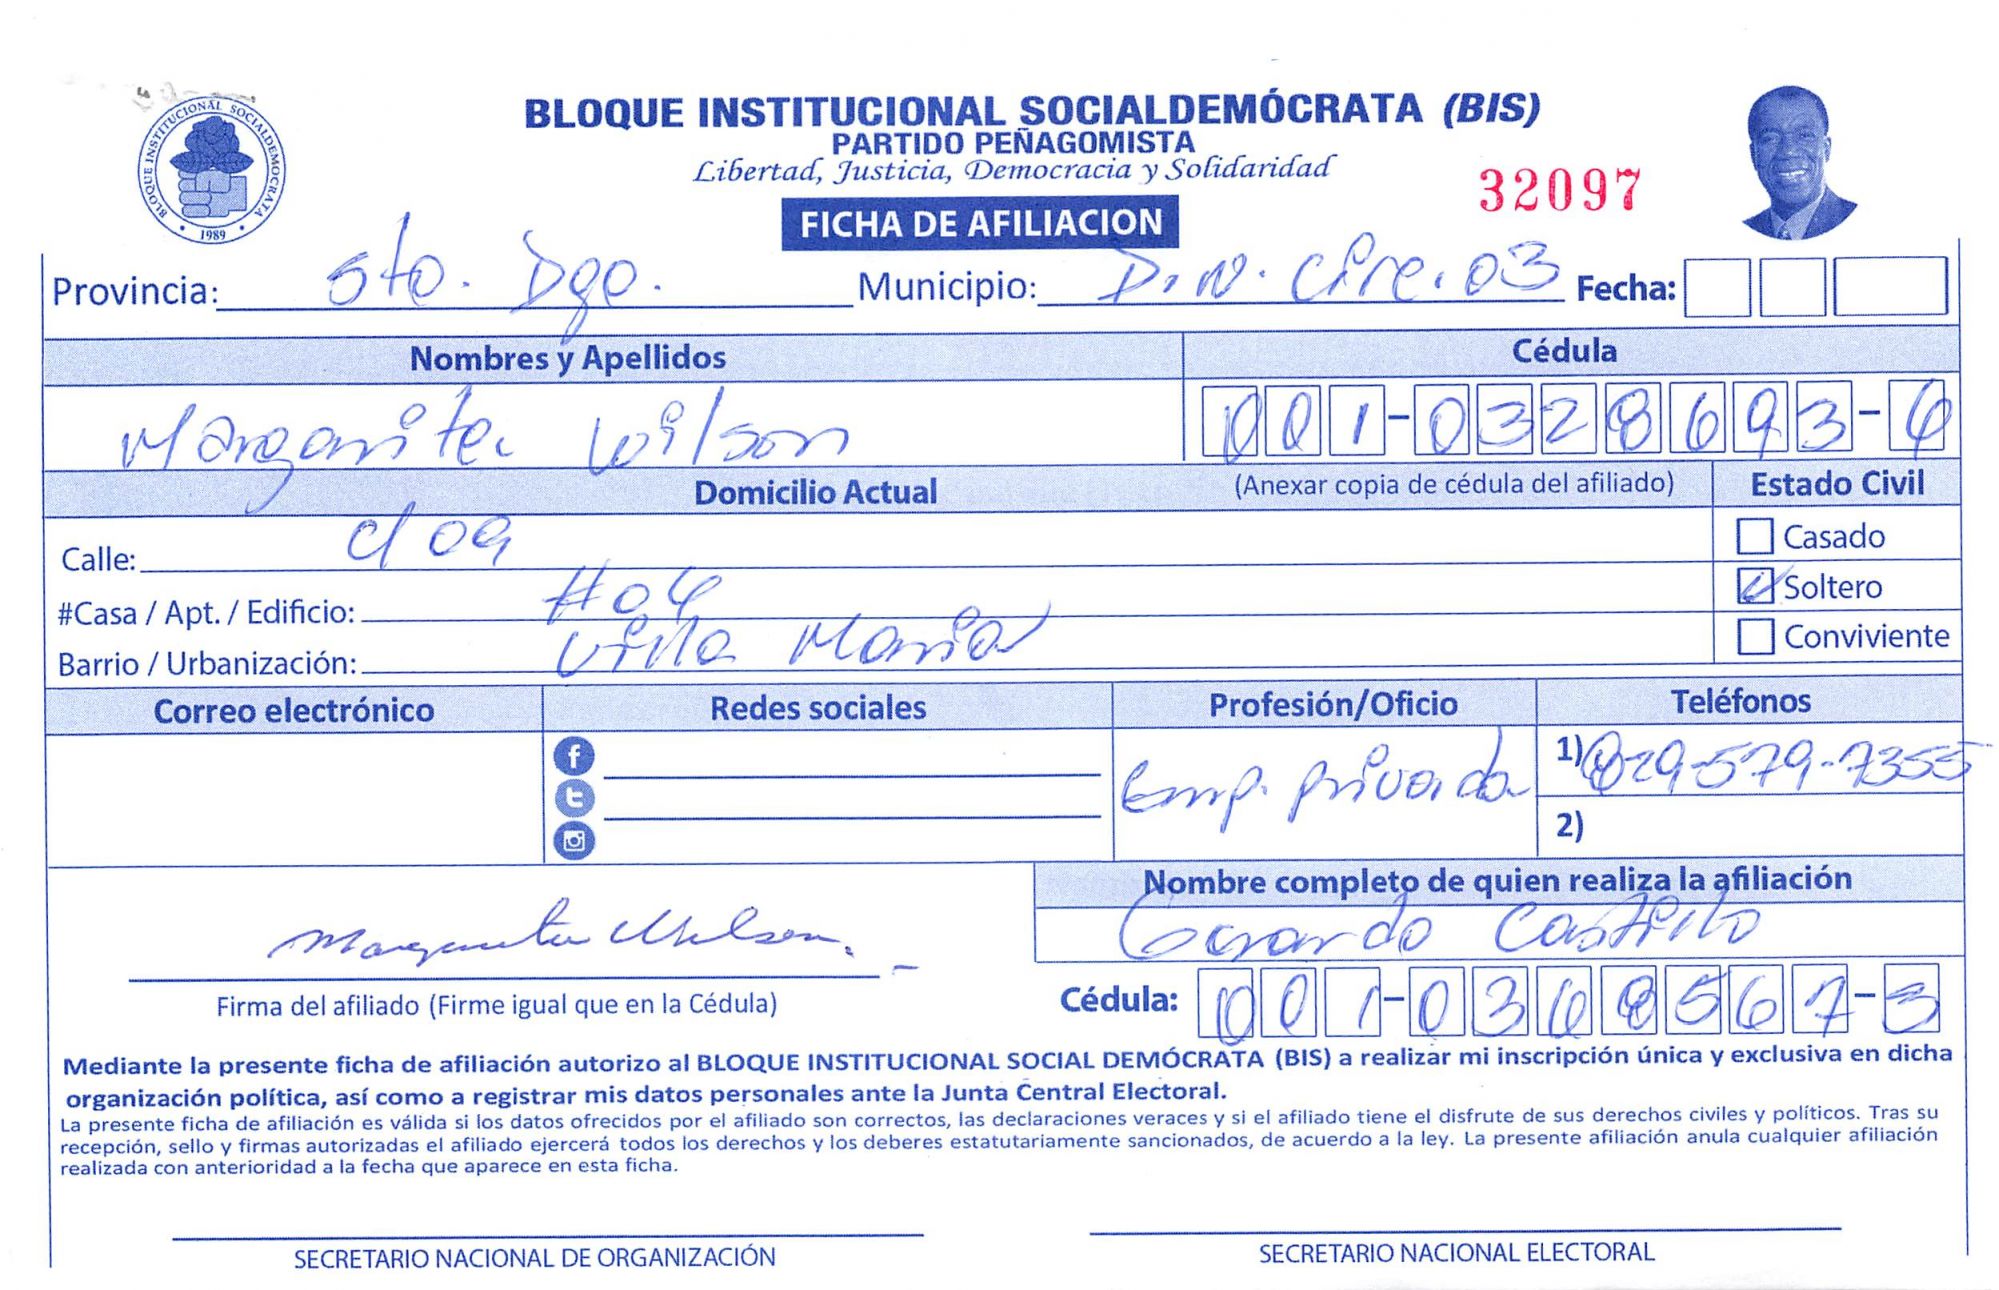 BLOQUE INSTITUCIONAL SOCIALDEMÓCRATA (BIS)
PARTIDO PEÑAGOMISTA
Libertad, Justicia, Democracia y Solidaridad
32097
BLOQUE INSTITUCIONAL SOCIALDEMOCRATA
1989
FICHA DE AFILIACION
Provincia: Sto. Dgo. Municipio: D.N. Circ. 03 Fecha:
Nombres y Apellidos Cédula
Margarita Wilson 001-0328693-6
Domicilio Actual (Anexar copia de cédula del afiliado) Estado Civil
Calle: c/ 09 Casado
#Casa / Apt. / Edificio: #04 Soltero
Barrio / Urbanización: Villa Maria Conviviente
Correo electrónico Redes sociales Profesión/Oficio Teléfonos
Emp. privada 1) 829-579-7355
2)
Nombre completo de quien realiza la afiliación
Gerardo Castillo
Margarita Wilson
Firma del afiliado (Firme igual que en la Cédula) Cédula: 001-0368567-3
Mediante la presente ficha de afiliación autorizo al BLOQUE INSTITUCIONAL SOCIAL DEMÓCRATA (BIS) a realizar mi inscripción única y exclusiva en dicha
organización política, así como a registrar mis datos personales ante la Junta Central Electoral.
La presente ficha de afiliación es válida si los datos ofrecidos por el afiliado son correctos, las declaraciones veraces y si el afiliado tiene el disfrute de sus derechos civiles y políticos. Tras su
recepción, sello y firmas autorizadas el afiliado ejercerá todos los derechos y los deberes estatutariamente sancionados, de acuerdo a la ley. La presente afiliación anula cualquier afiliación
realizada con anterioridad a la fecha que aparece en esta ficha.
SECRETARIO NACIONAL DE ORGANIZACIÓN SECRETARIO NACIONAL ELECTORAL